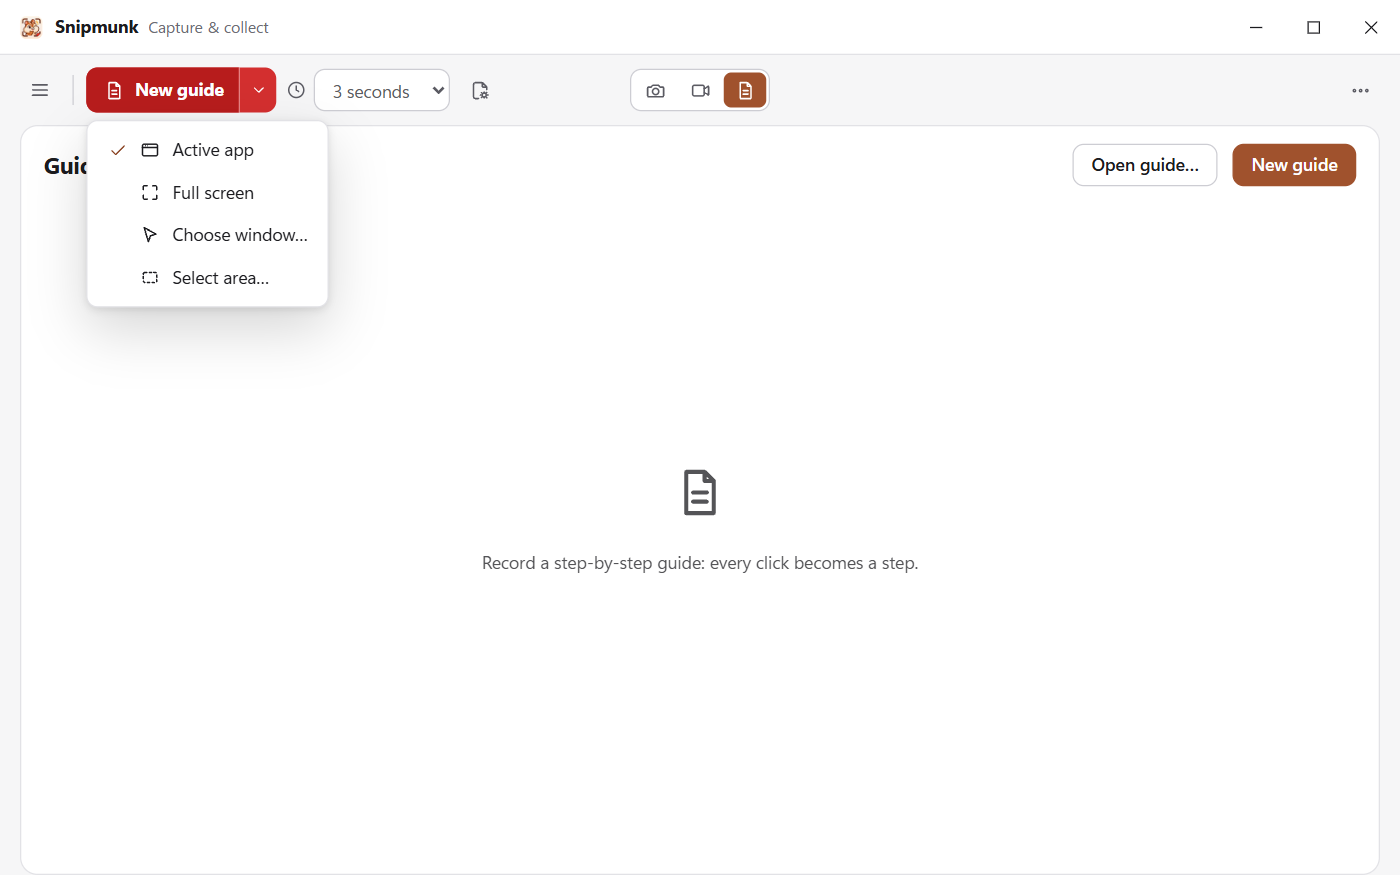 Snipmunk Capture & collect
New guide
3 seconds
Active app
Full screen
Choose window...
Select area...
Open guide...
New guide
Record a step-by-step guide: every click becomes a step.